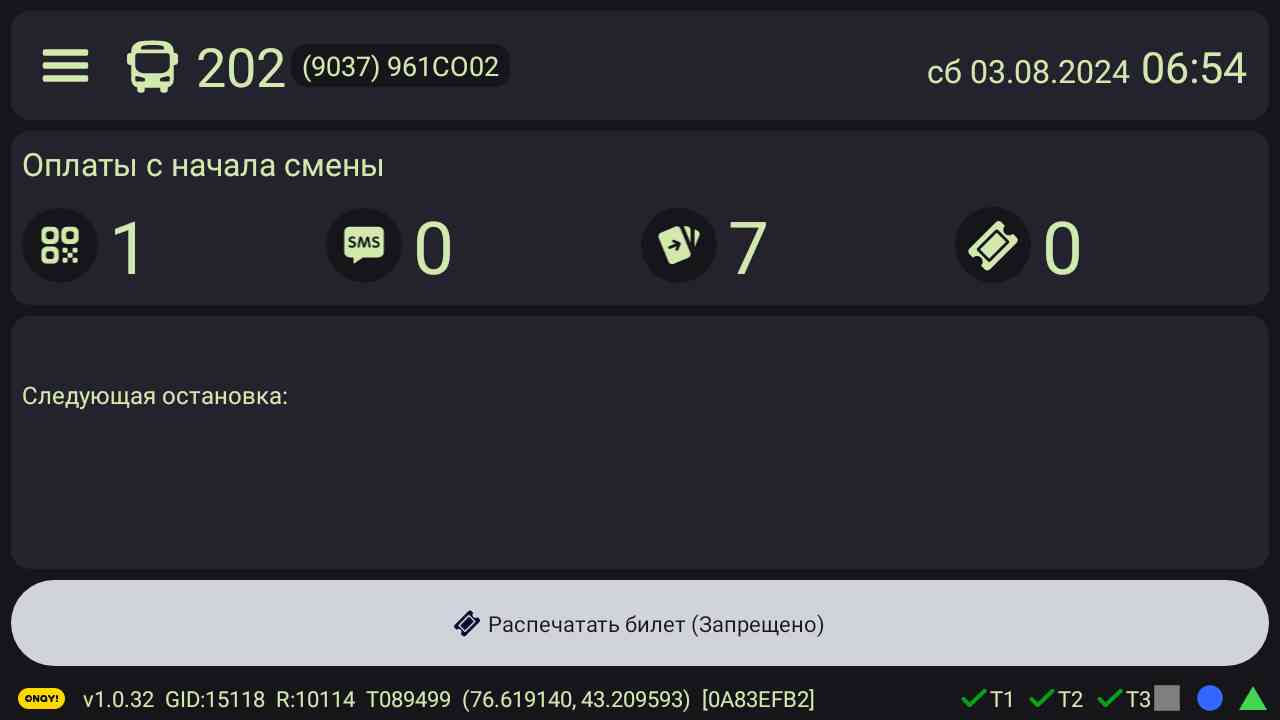 202 (9037) 961CO02 сб 03.08.2024 06:54
Оплаты с начала смены
1 SMS 0 7 0
Следующая остановка:
Распечатать билет (Запрещено)
ONAY! v1.0.32 GID:15118 R:10114 T089499 (76.619140, 43.209593) [0A83EFB2] T1 T2 T3